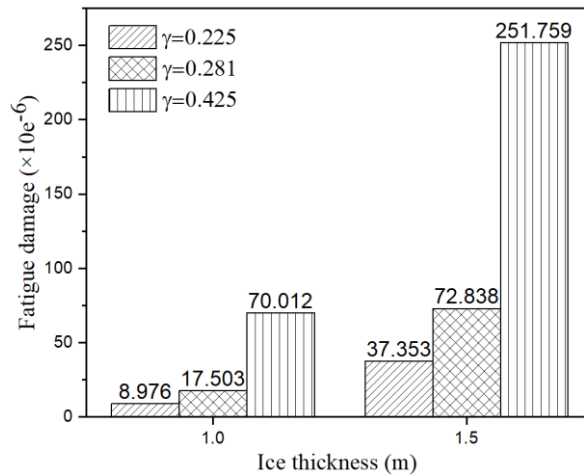 250
200
150
100
50
0
Fatigue damage (×10e-6)
γ=0.225
γ=0.281
γ=0.425
8.976
17.503
70.012
37.353
72.838
251.759
1.0
1.5
Ice thickness (m)